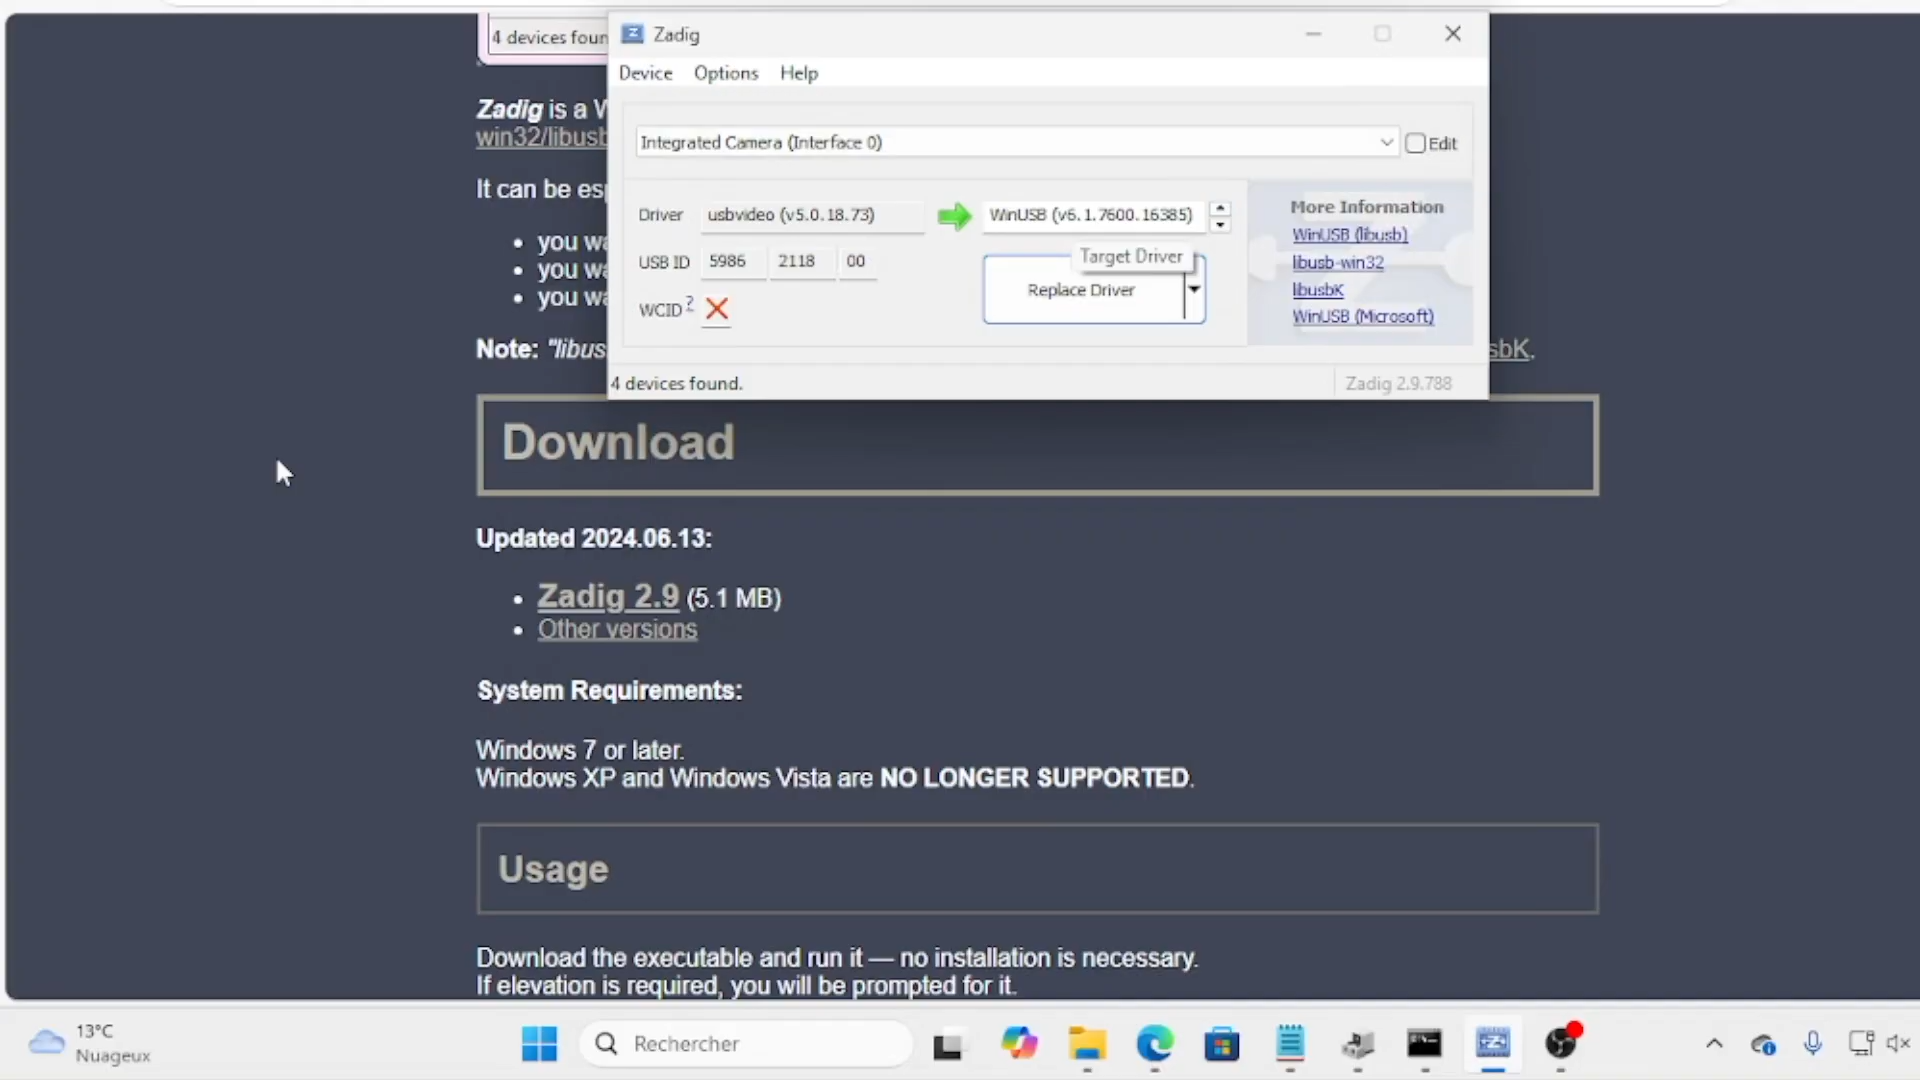 4 devices foun
Zadig
Device Options Help
Integrated Camera (Interface 0)
Edit
Driver usbvideo (v5.0.18.73) WinUSB (v6.1.7600.16385)
Target Driver
USB ID 5986 2118 00
Replace Driver
WCID ?
More Information
WinUSB (libusb)
libusb-win32
libusbK
WinUSB (Microsoft)
4 devices found.
Zadig 2.9.788
Zadig is a W
win32/libusb
It can be esp
you wa
you wa
you wa
Note: "libus
sbK.
Download
Updated 2024.06.13:
Zadig 2.9 (5.1 MB)
Other versions
System Requirements:
Windows 7 or later.
Windows XP and Windows Vista are NO LONGER SUPPORTED.
Usage
Download the executable and run it — no installation is necessary.
If elevation is required, you will be prompted for it.
13°C
Nuageux
Rechercher